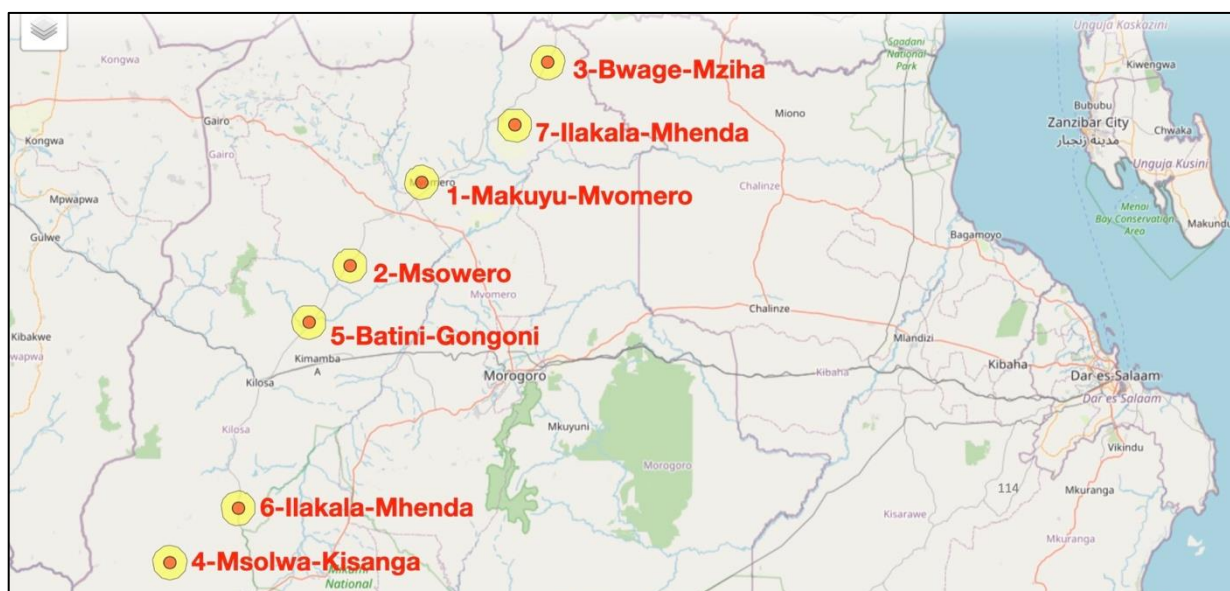 Kongwa
Unguja Kaskazini
Saadani
National
Park
3-Bwage-Mziha
Kiwengwa
Gairo
7-Ilakala-Mhenda
Miono
Bububu
Zanzibar City
مدينة زنجبار
Chwaka
Kongwa
Gairo
Mvomero
Unguja Kusini
Mpwapwa
1-Makuyu-Mvomero
Chalinze
Menai
Bay Conservation
Area
Makundu
Gulwe
Bagamoyo
2-Msowero
Mvomero
Chalinze
5-Batini-Gongoni
Kibakwe
Mlandizi
Kimamba
A
Kibaha
Kilosa
Morogoro
Kibaha
Dar es Salaam
Dar es Salaam
Kilosa
Mkuyuni
Vikindu
Morogoro
114
Mkuranga
6-Ilakala-Mhenda
Kisarawe
Mkuranga
4-Msolwa-Kisanga
National